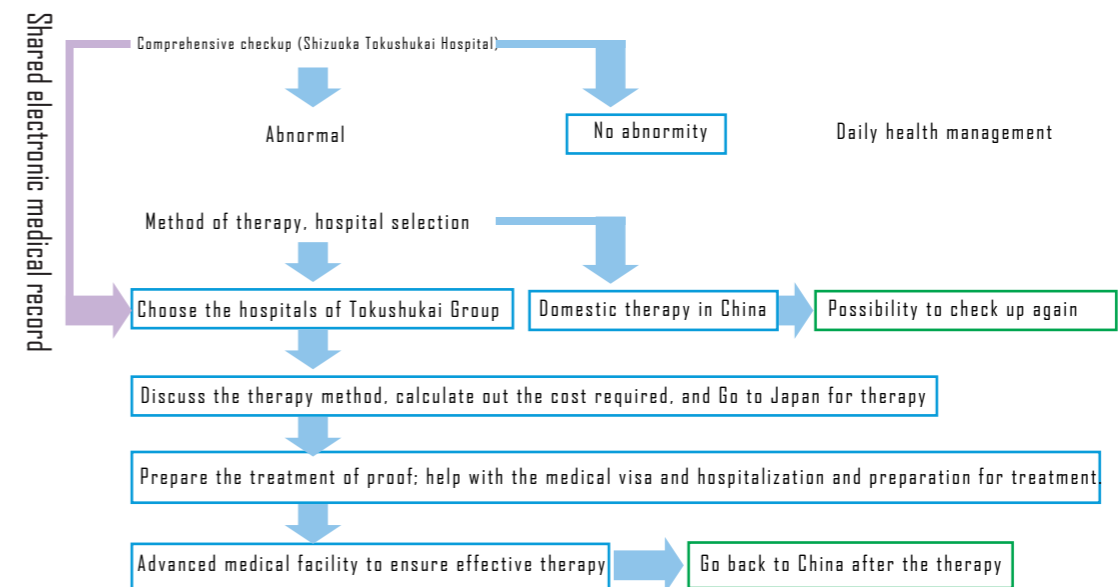 Shared electronic medical record
Comprehensive checkup (Shizuoka Tokushukai Hospital)
Abnormal
No abnormity
Daily health management
Method of therapy, hospital selection
Choose the hospitals of Tokushukai Group
Domestic therapy in China
Possibility to check up again
Discuss the therapy method, calculate out the cost required, and Go to Japan for therapy
Prepare the treatment of proof; help with the medical visa and hospitalization and preparation for treatment.
Advanced medical facility to ensure effective therapy
Go back to China after the therapy